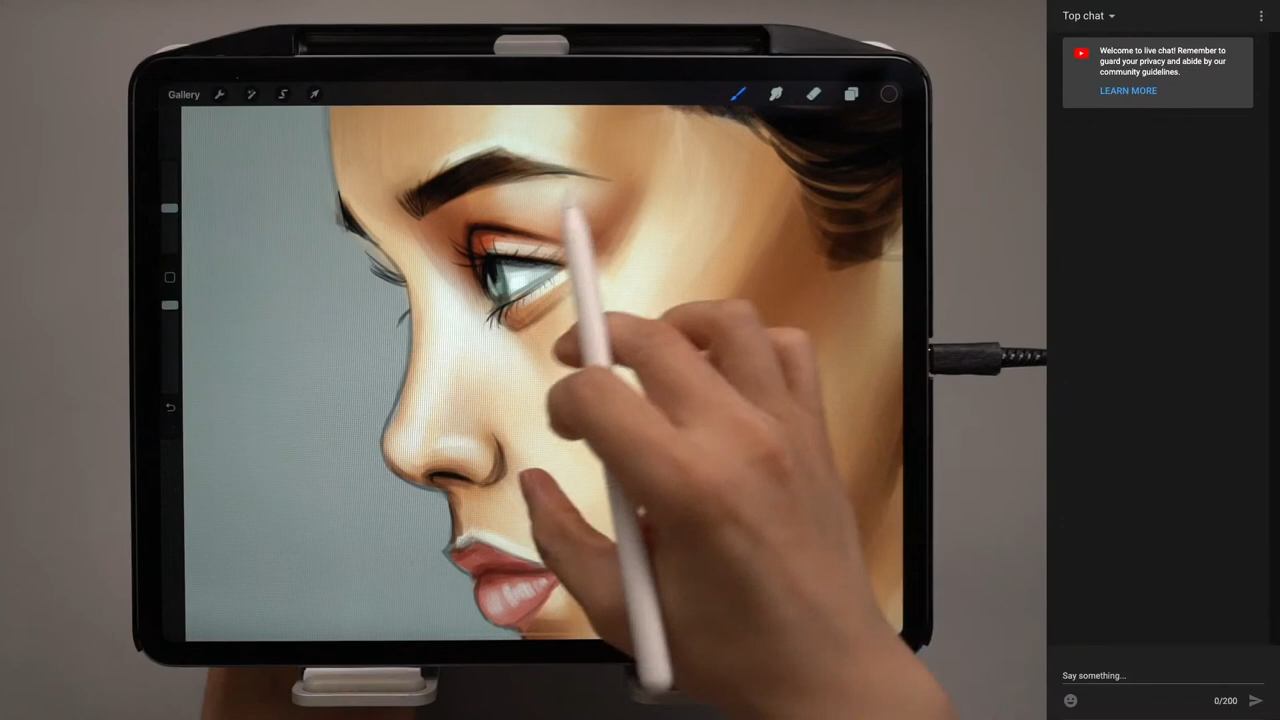 Gallery
Top chat
Welcome to live chat! Remember to
guard your privacy and abide by our
community guidelines.
LEARN MORE
Say something...
0/200